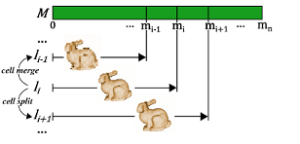 M
0 ... m_{i-1} m_i m_{i+1} ... m_n
...
I_{i-1}
cell merge
I_i
cell split
I_{i+1}
...